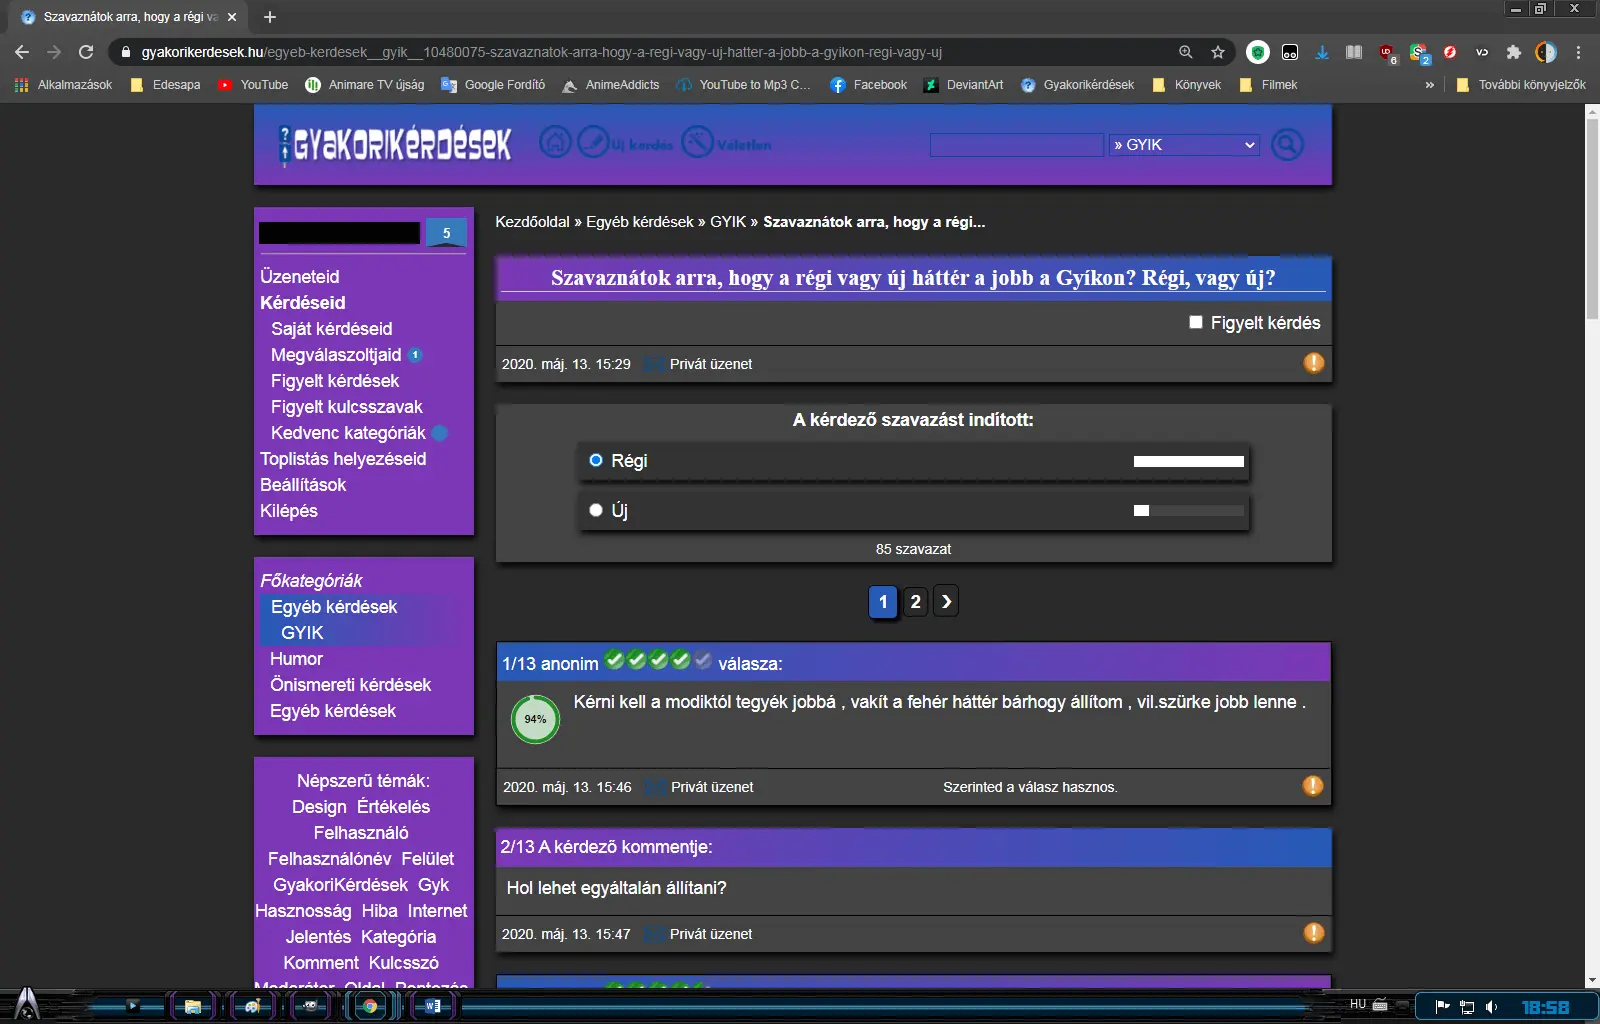 Szavaznátok arra, hogy a régi va
gyakorikerdesek.hu/egyeb-kerdesek__gyik__10480075-szavaznatok-arra-hogy-a-regi-vagy-uj-hatter-a-jobb-a-gyikon-regi-vagy-uj
6
2
Alkalmazások Edesapa YouTube Animare TV újság Google Fordító AnimeAddicts YouTube to Mp3 C... Facebook DeviantArt Gyakorikérdések Könyvek Filmek » További könyvjelzők
GYAKORIKÉRDÉSEK Új kérdés Véletlen » GYIK
5
Üzeneteid
Kérdéseid
Saját kérdéseid
Megválaszoltjaid 1
Figyelt kérdések
Figyelt kulcsszavak
Kedvenc kategóriák
Toplistás helyezéseid
Beállítások
Kilépés
Főkategóriák
Egyéb kérdések
GYIK
Humor
Önismereti kérdések
Egyéb kérdések
Népszerű témák:
Design Értékelés
Felhasználó
Felhasználónév Felület
GyakoriKérdések Gyk
Hasznosság Hiba Internet
Jelentés Kategória
Komment Kulcsszó
Moderátor Oldal Pontozás
Kezdőoldal » Egyéb kérdések » GYIK » Szavaznátok arra, hogy a régi...
Szavaznátok arra, hogy a régi vagy új háttér a jobb a Gyíkon? Régi, vagy új?
Figyelt kérdés
2020. máj. 13. 15:29 Privát üzenet
A kérdező szavazást indított:
Régi
Új
85 szavazat
1 2 ❯
1/13 anonim válasza:
94%
Kérni kell a modiktól tegyék jobbá , vakít a fehér háttér bárhogy állítom , vil.szürke jobb lenne .
2020. máj. 13. 15:46 Privát üzenet Szerinted a válasz hasznos.
2/13 A kérdező kommentje:
Hol lehet egyáltalán állítani?
2020. máj. 13. 15:47 Privát üzenet
HU
18:58